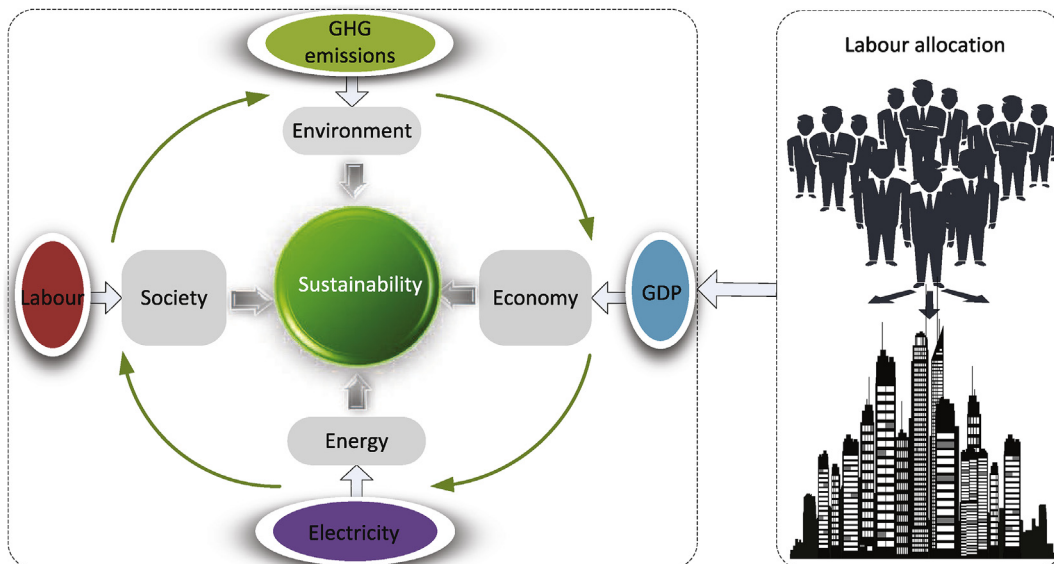 GHG
emissions
Labour allocation
Environment
Labour
Society
Sustainability
Economy
GDP
Energy
Electricity